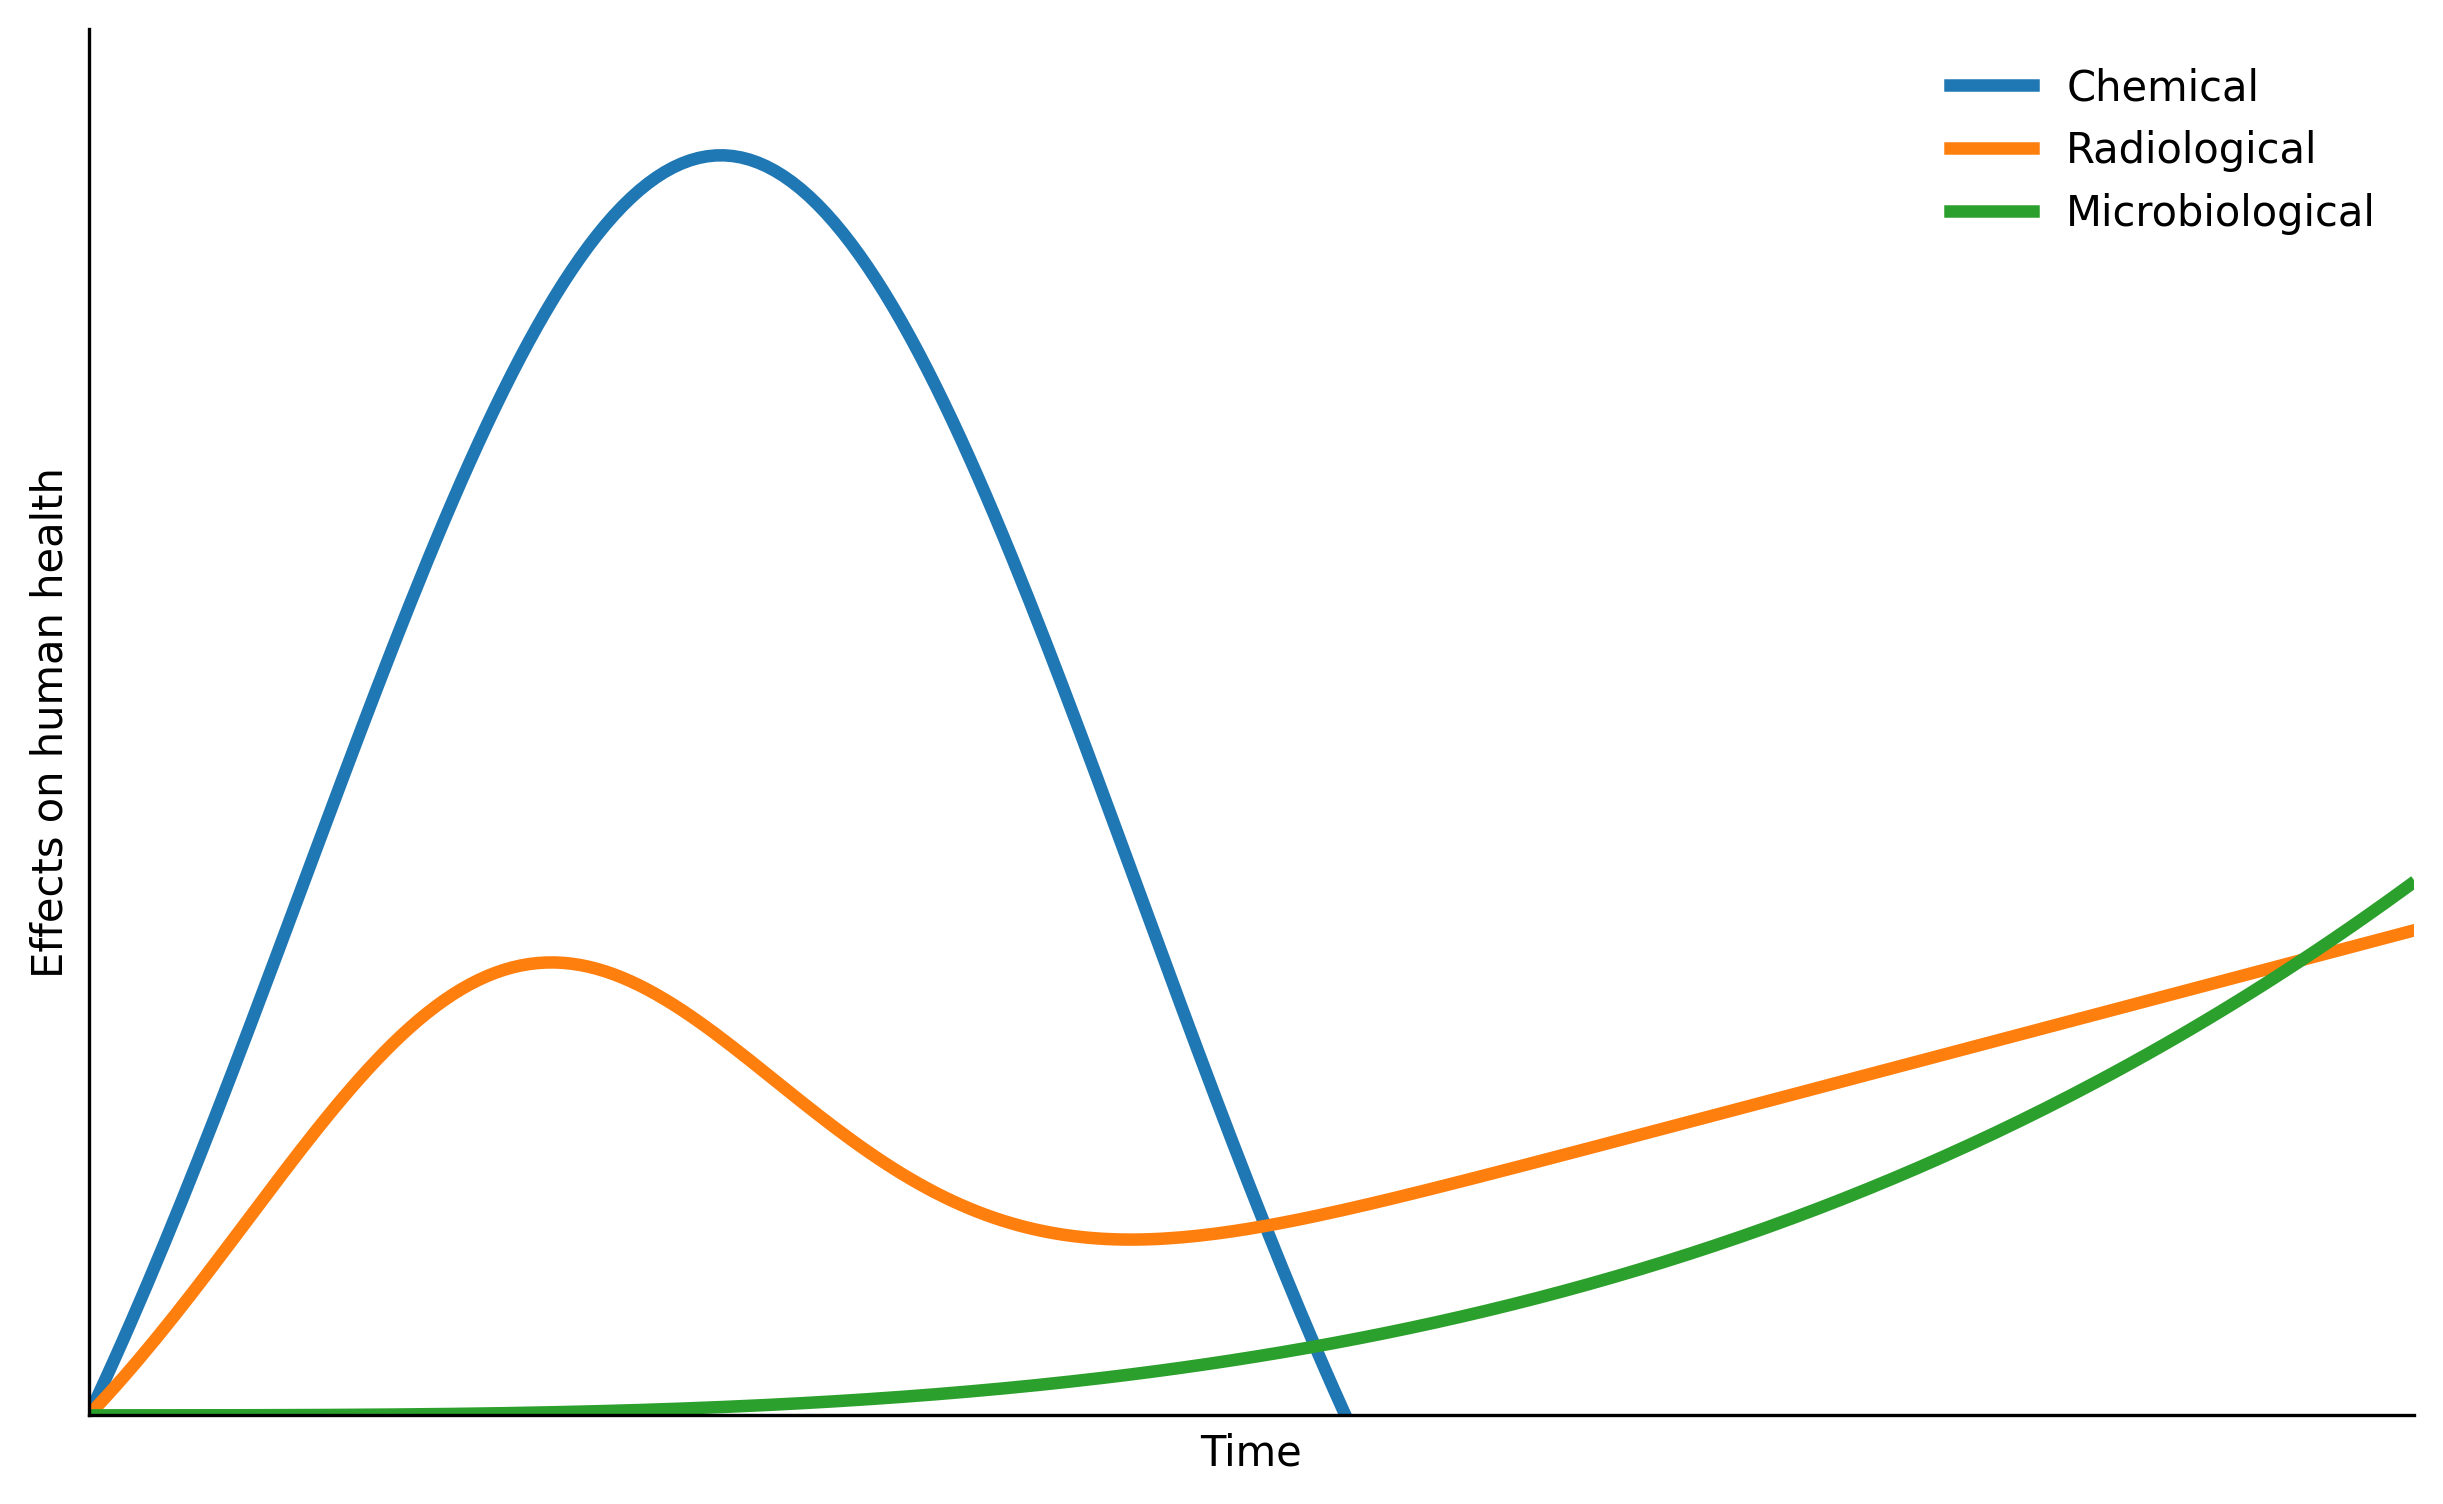 Chemical
Radiological
Microbiological
Effects on human health
Time